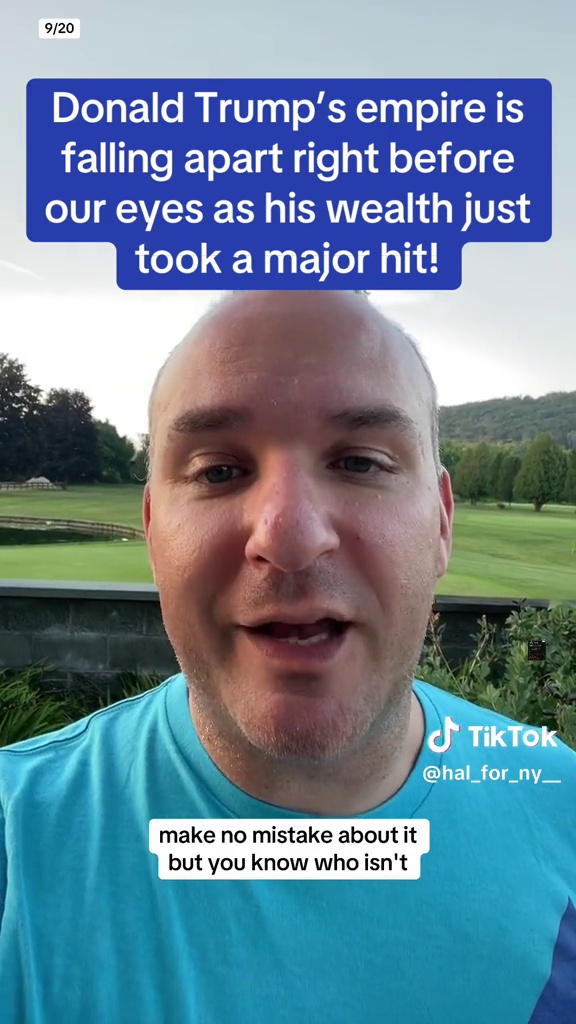 9/20
Donald Trump’s empire is
falling apart right before
our eyes as his wealth just
took a major hit!
TikTok
@hal_for_ny__
make no mistake about it
but you know who isn't